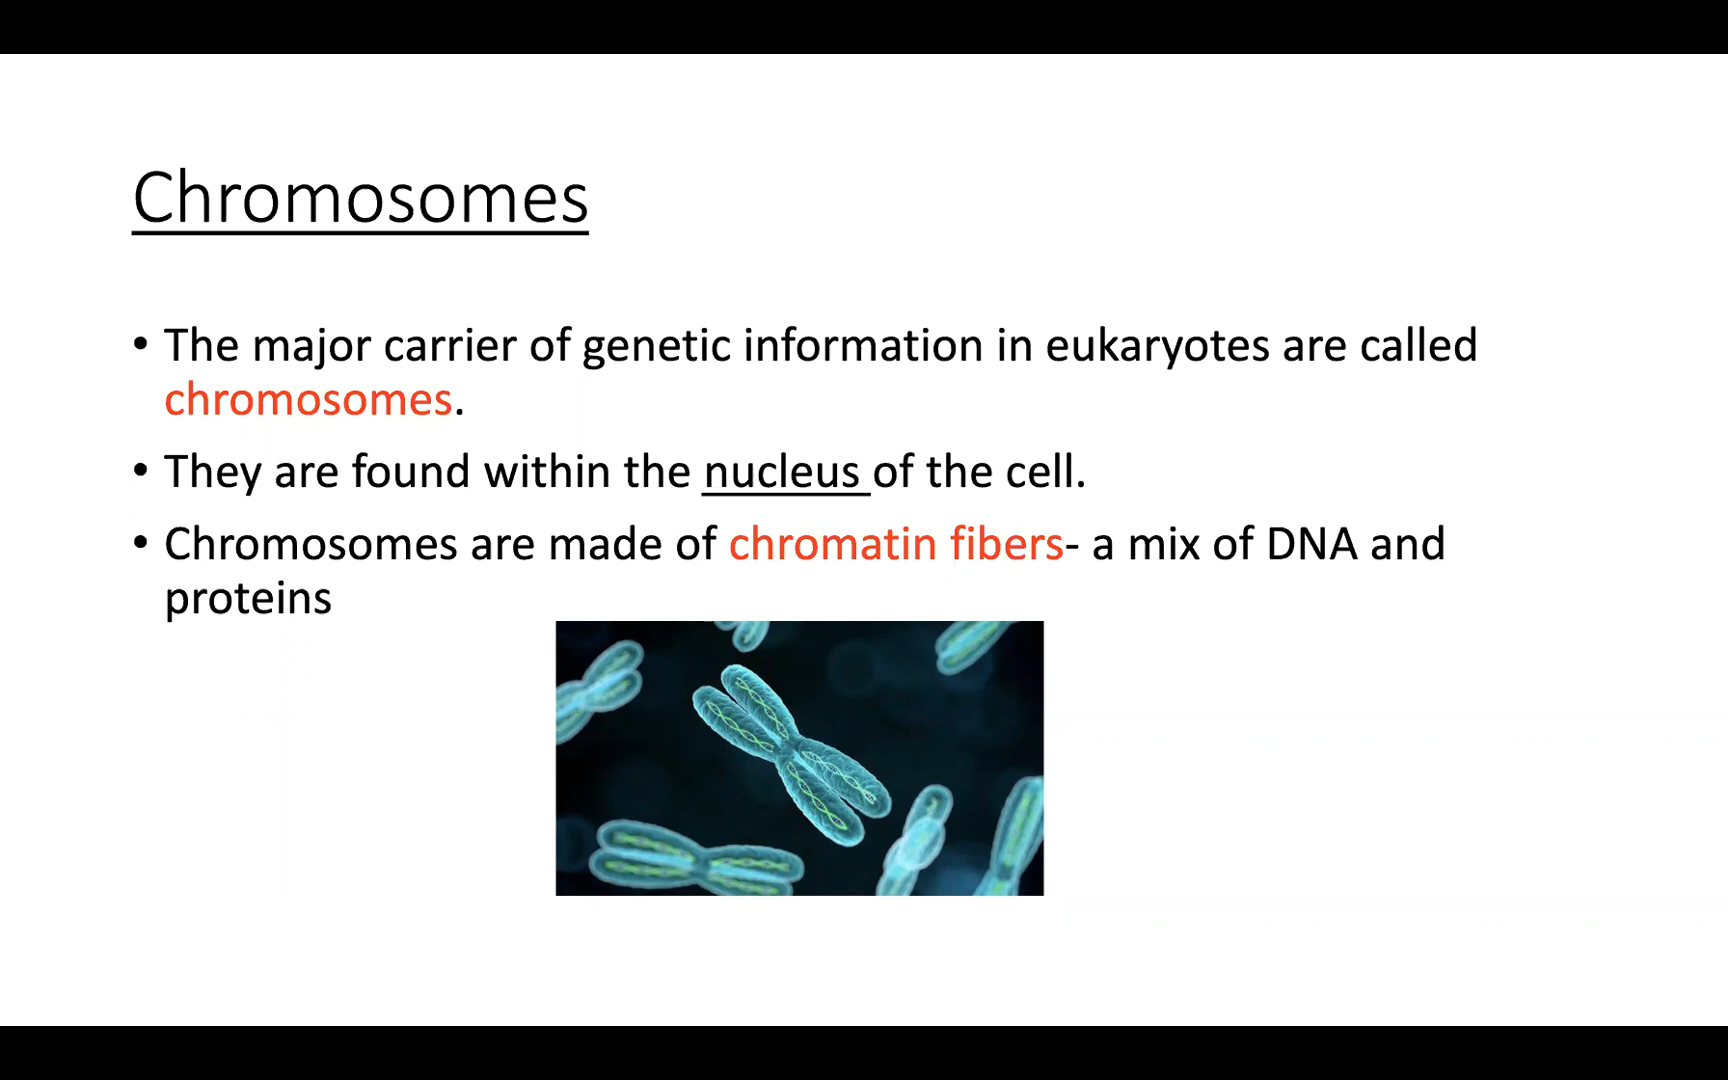 Chromosomes
• The major carrier of genetic information in eukaryotes are called
chromosomes.
• They are found within the nucleus of the cell.
• Chromosomes are made of chromatin fibers- a mix of DNA and
proteins